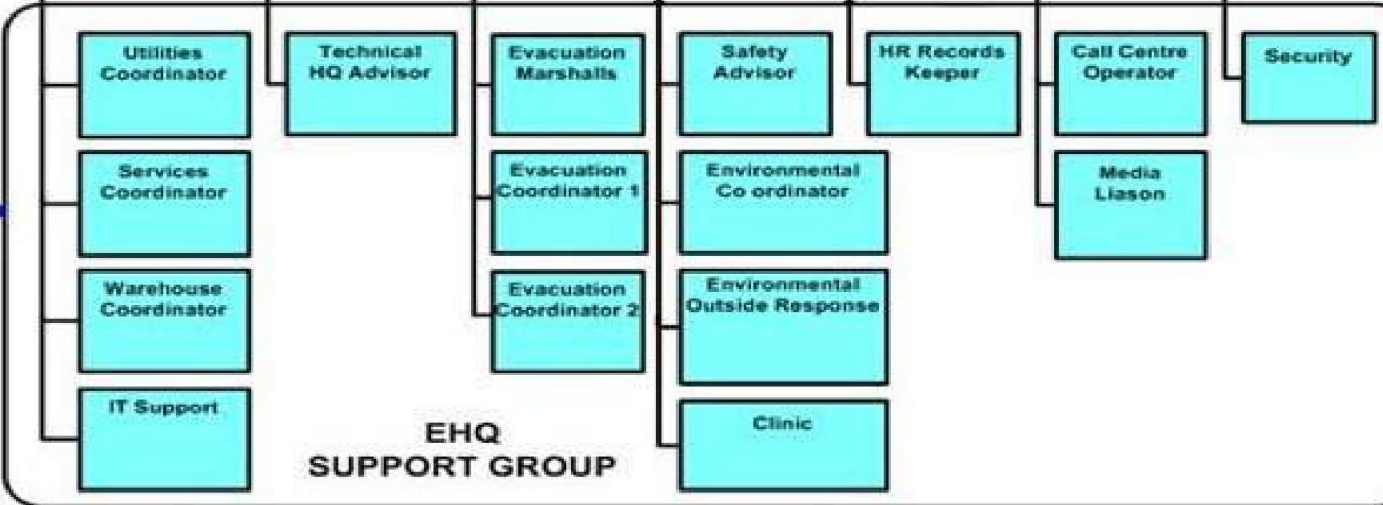 Utilities
Coordinator
Technical
HQ Advisor
Evacuation
Marshalls
Safety
Advisor
HR Records
Keeper
Call Centre
Operator
Security
Services
Coordinator
Evacuation
Coordinator 1
Environmental
Co ordinator
Media
Liason
Warehouse
Coordinator
Evacuation
Coordinator 2
Environmental
Outside Response
IT Support
Clinic
EHQ
SUPPORT GROUP